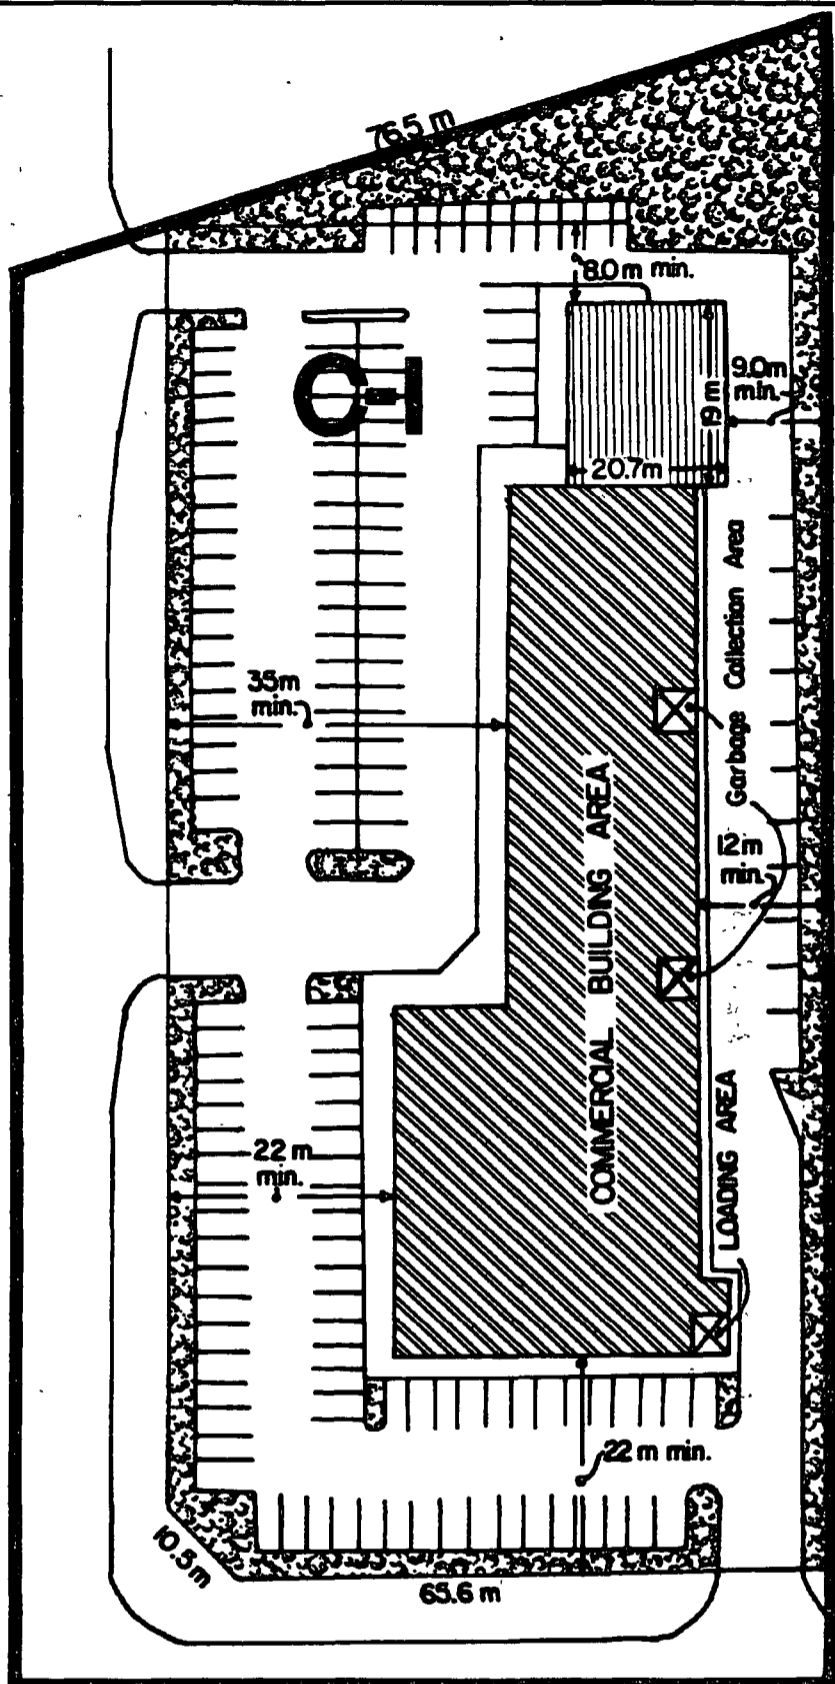 76.5 m
8.0 m min.
9.0m
min.
19 m
20.7m
C-1
35m
min.
Garbage Collection Area
12m
min.
COMMERCIAL BUILDING AREA
LOADING AREA
22 m
min.
22 m min.
10.5 m
65.6 m